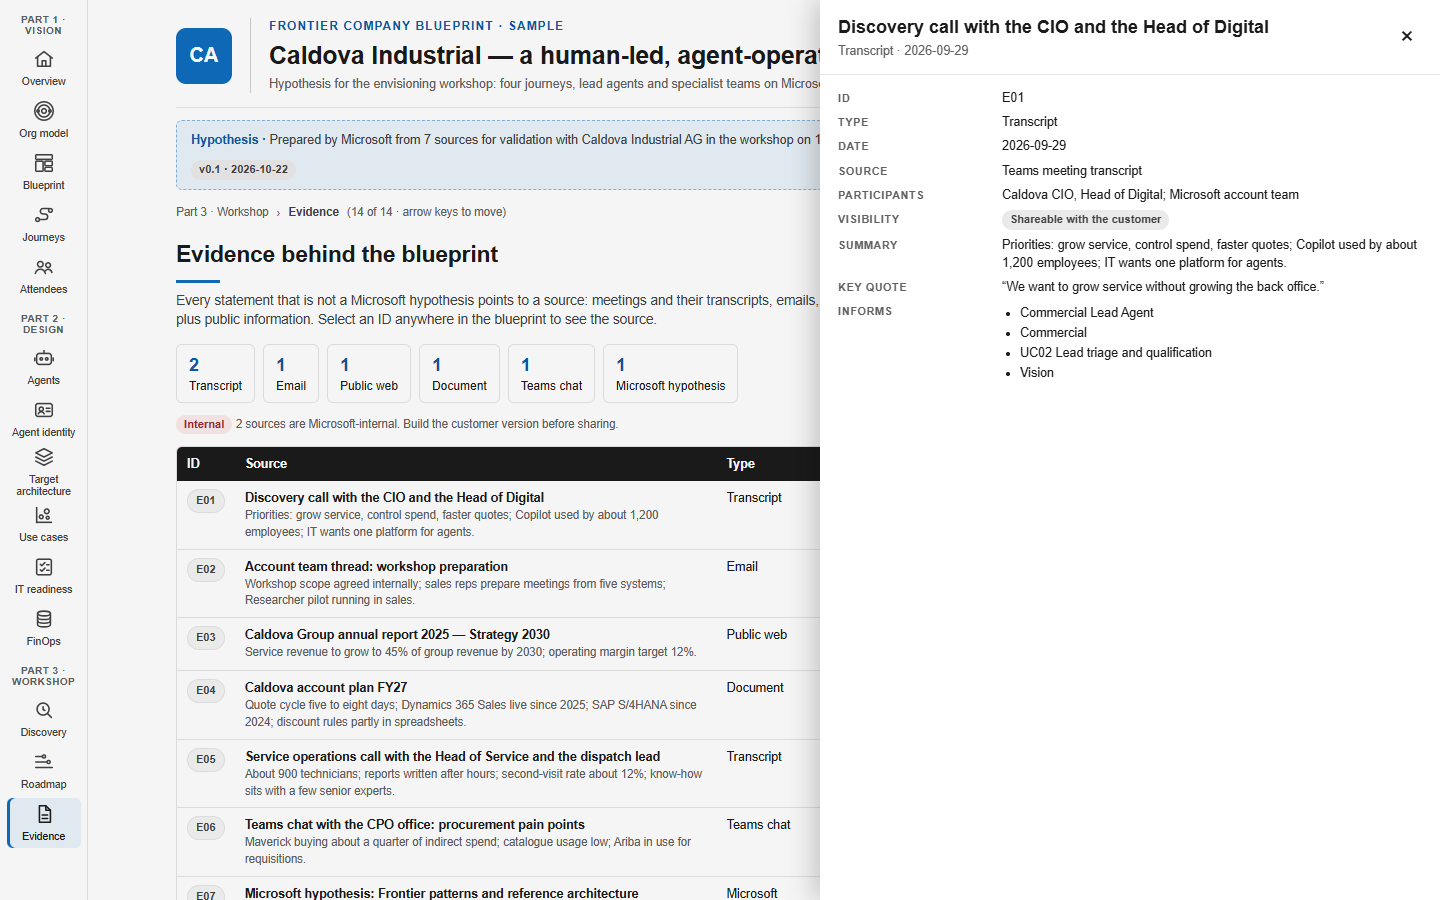 PART 1 ·
VISION
Overview
Org model
Blueprint
Journeys
Attendees
PART 2 ·
DESIGN
Agents
Agent identity
Target
architecture
Use cases
IT readiness
FinOps
PART 3 ·
WORKSHOP
Discovery
Roadmap
Evidence
CA
FRONTIER COMPANY BLUEPRINT · SAMPLE
Caldova Industrial — a human-led, agent-operat
Hypothesis for the envisioning workshop: four journeys, lead agents and specialist teams on Microso
Hypothesis · Prepared by Microsoft from 7 sources for validation with Caldova Industrial AG in the workshop on 1
v0.1 · 2026-10-22
Part 3 · Workshop › Evidence (14 of 14 · arrow keys to move)
Evidence behind the blueprint
Every statement that is not a Microsoft hypothesis points to a source: meetings and their transcripts, emails,
plus public information. Select an ID anywhere in the blueprint to see the source.
2
Transcript
1
Email
1
Public web
1
Document
1
Teams chat
1
Microsoft hypothesis
Internal 2 sources are Microsoft-internal. Build the customer version before sharing.
ID Source Type
E01 Discovery call with the CIO and the Head of Digital Transcript
Priorities: grow service, control spend, faster quotes; Copilot used by about 1,200
employees; IT wants one platform for agents.
E02 Account team thread: workshop preparation Email
Workshop scope agreed internally; sales reps prepare meetings from five systems;
Researcher pilot running in sales.
E03 Caldova Group annual report 2025 — Strategy 2030 Public web
Service revenue to grow to 45% of group revenue by 2030; operating margin target 12%.
E04 Caldova account plan FY27 Document
Quote cycle five to eight days; Dynamics 365 Sales live since 2025; SAP S/4HANA since
2024; discount rules partly in spreadsheets.
E05 Service operations call with the Head of Service and the dispatch lead Transcript
About 900 technicians; reports written after hours; second-visit rate about 12%; know-how
sits with a few senior experts.
E06 Teams chat with the CPO office: procurement pain points Teams chat
Maverick buying about a quarter of indirect spend; catalogue usage low; Ariba in use for
requisitions.
E07 Microsoft hypothesis: Frontier patterns and reference architecture Microsoft
Discovery call with the CIO and the Head of Digital
Transcript · 2026-09-29
✕
ID E01
TYPE Transcript
DATE 2026-09-29
SOURCE Teams meeting transcript
PARTICIPANTS Caldova CIO, Head of Digital; Microsoft account team
VISIBILITY Shareable with the customer
SUMMARY Priorities: grow service, control spend, faster quotes; Copilot used by about
1,200 employees; IT wants one platform for agents.
KEY QUOTE “We want to grow service without growing the back office.”
INFORMS
• Commercial Lead Agent
• Commercial
• UC02 Lead triage and qualification
• Vision